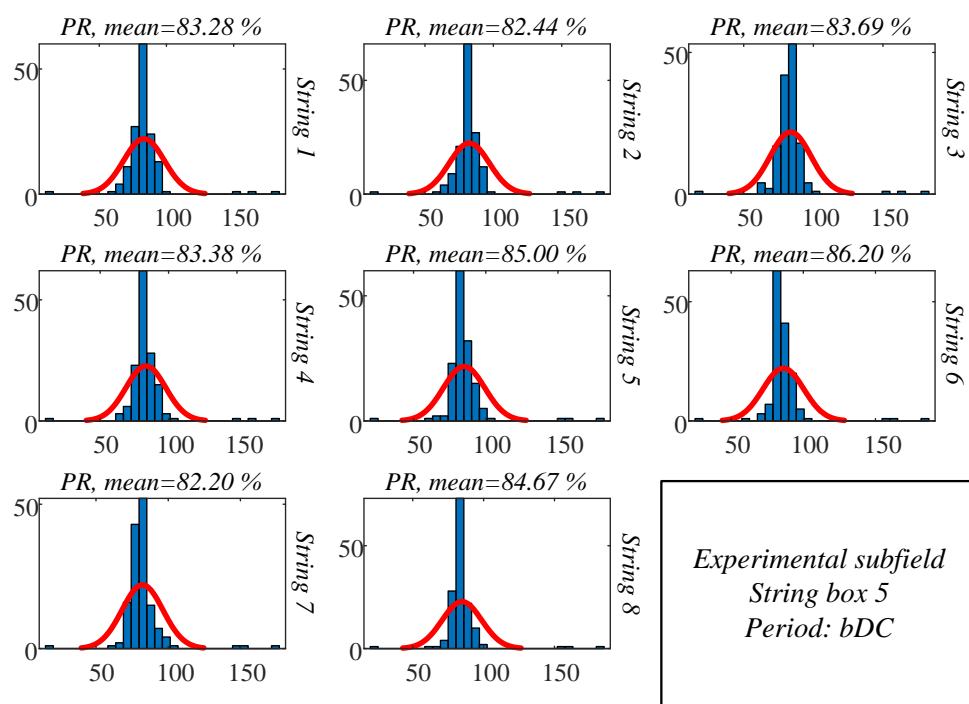 PR, mean=83.28 %
50
0
50
100
150
String 1
PR, mean=82.44 %
50
0
50
100
150
String 2
PR, mean=83.69 %
50
0
50
100
150
String 3
PR, mean=83.38 %
50
0
50
100
150
String 4
PR, mean=85.00 %
50
0
50
100
150
String 5
PR, mean=86.20 %
50
0
50
100
150
String 6
PR, mean=82.20 %
50
0
50
100
150
String 7
PR, mean=84.67 %
50
0
50
100
150
String 8
Experimental subfield
String box 5
Period: bDC